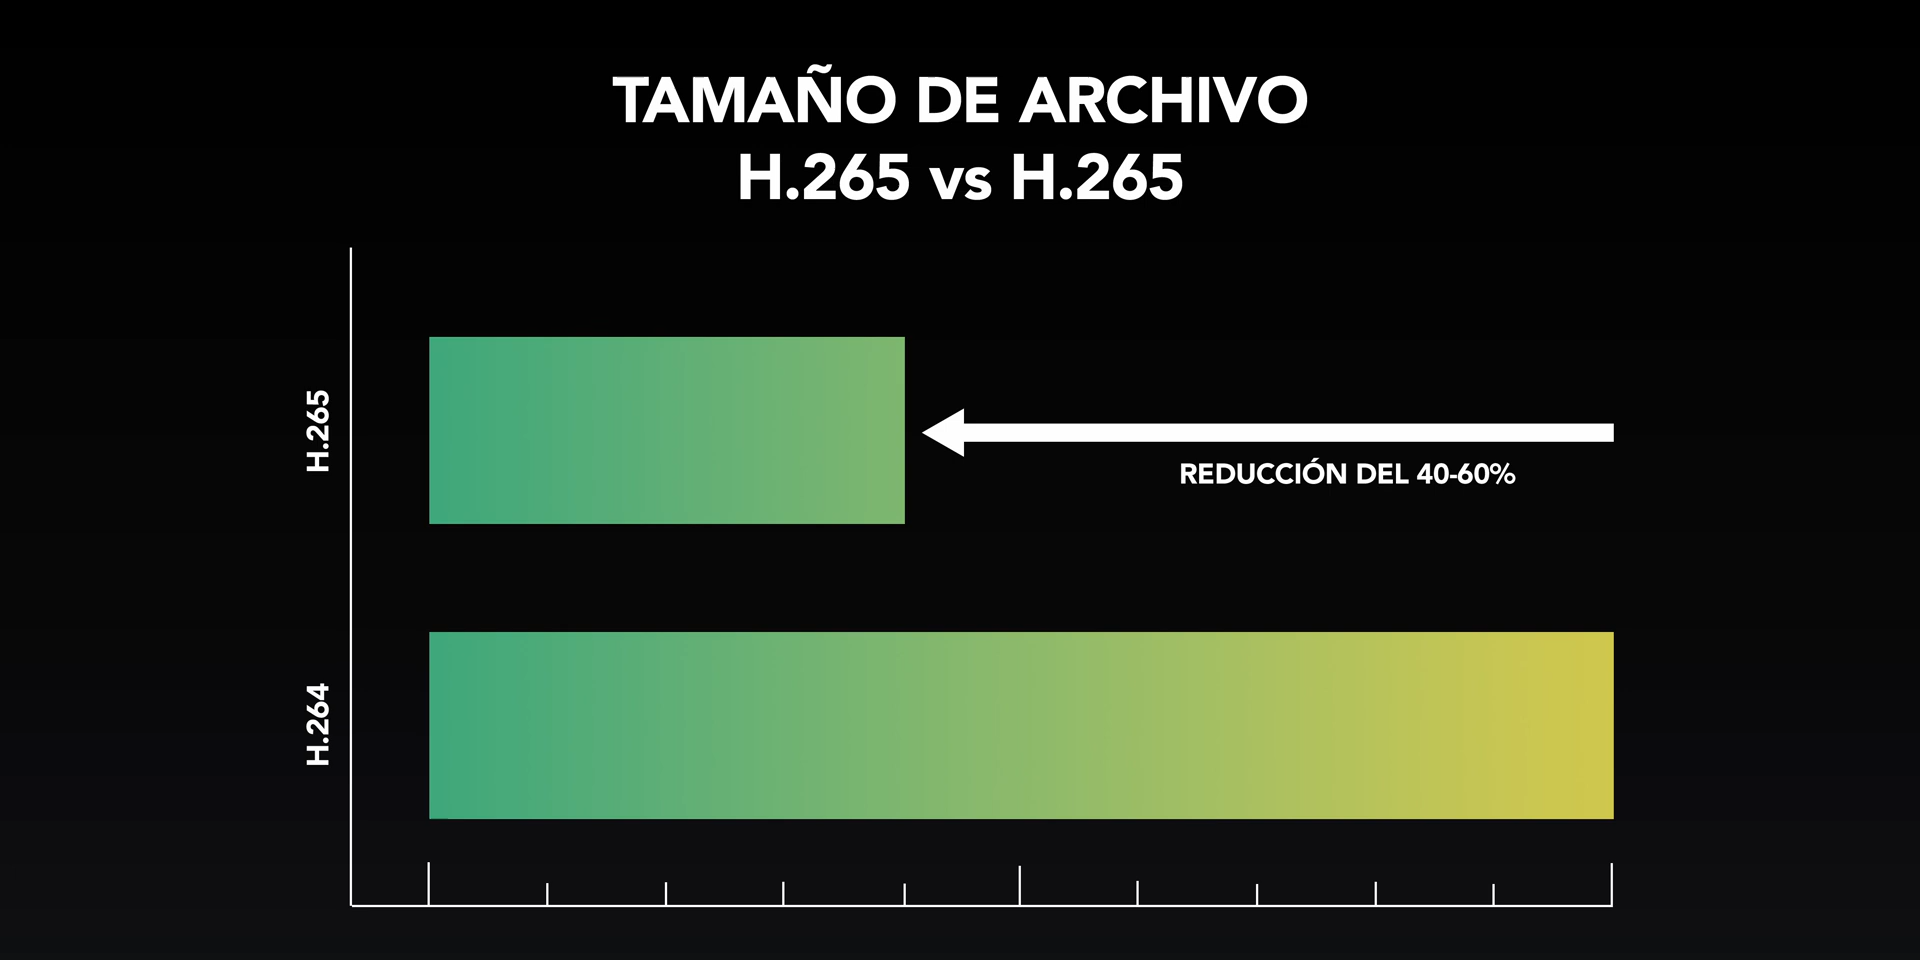 TAMAÑO DE ARCHIVO
H.265 vs H.265
H.265
REDUCCIÓN DEL 40-60%
H.264